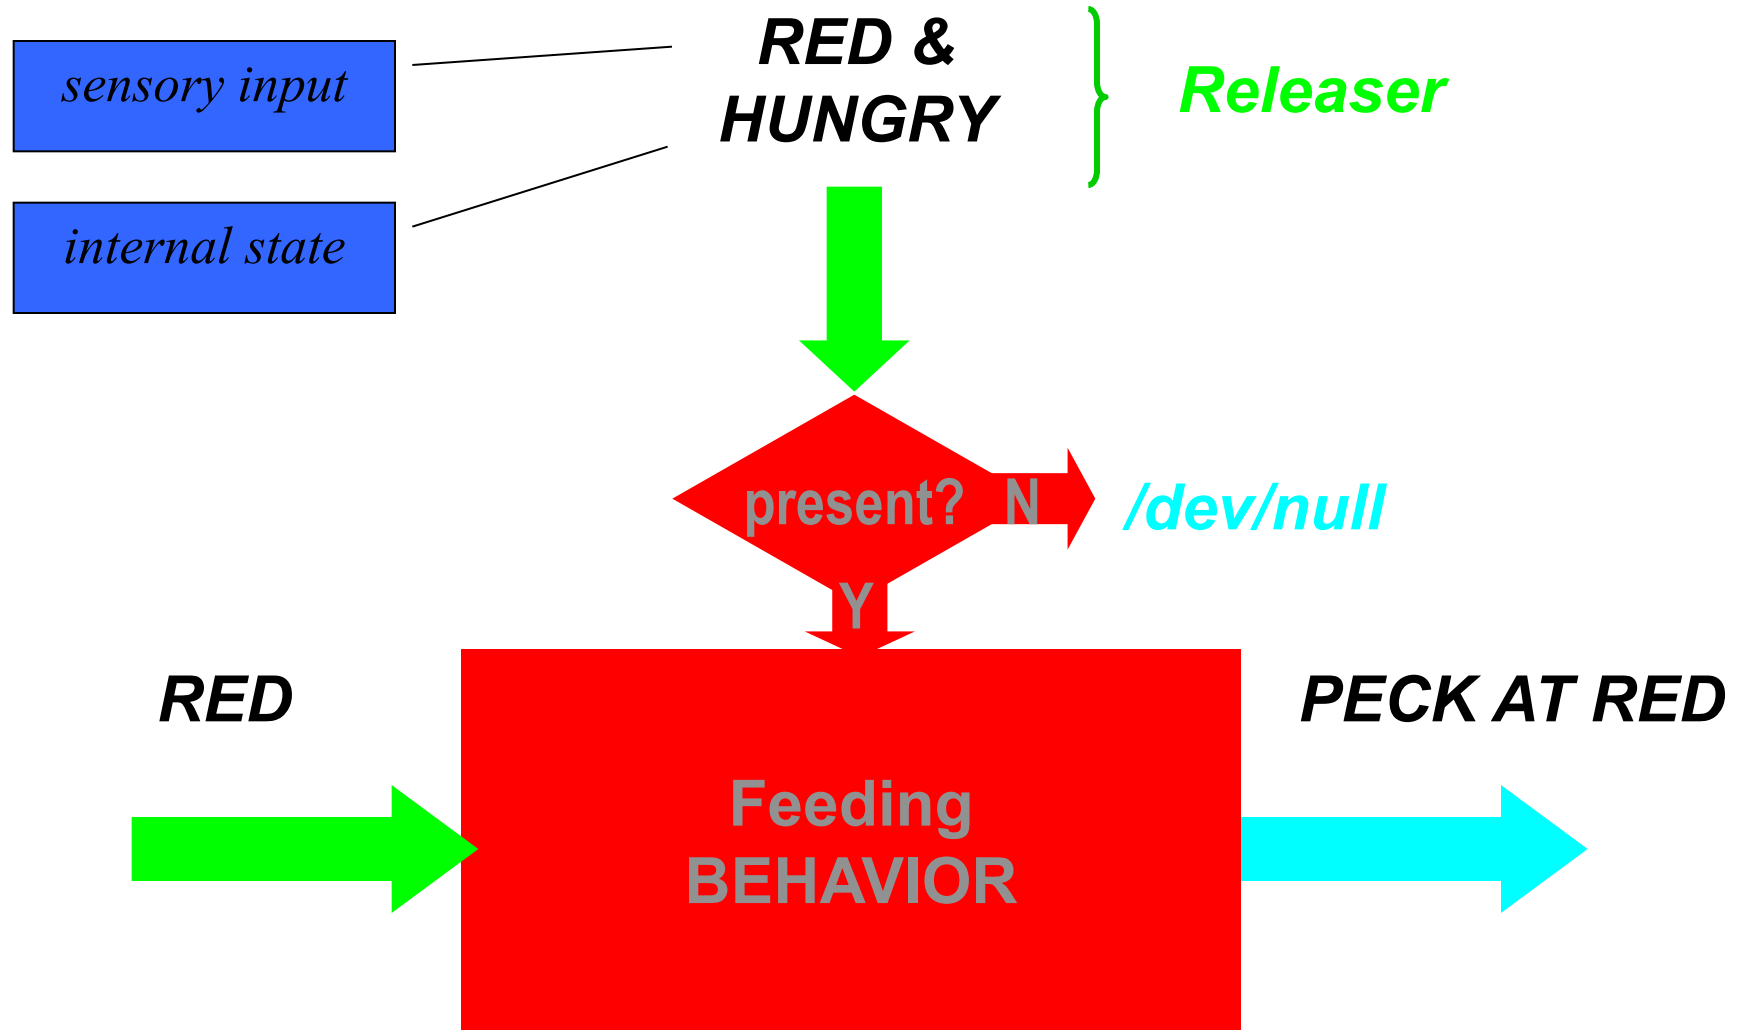 sensory input
RED &
HUNGRY
Releaser
internal state
present?
N
/dev/null
Y
RED
PECK AT RED
Feeding
BEHAVIOR